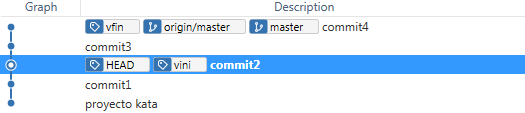 Graph Description
vfin origin/master master commit4
commit3
HEAD vini commit2
commit1
proyecto kata